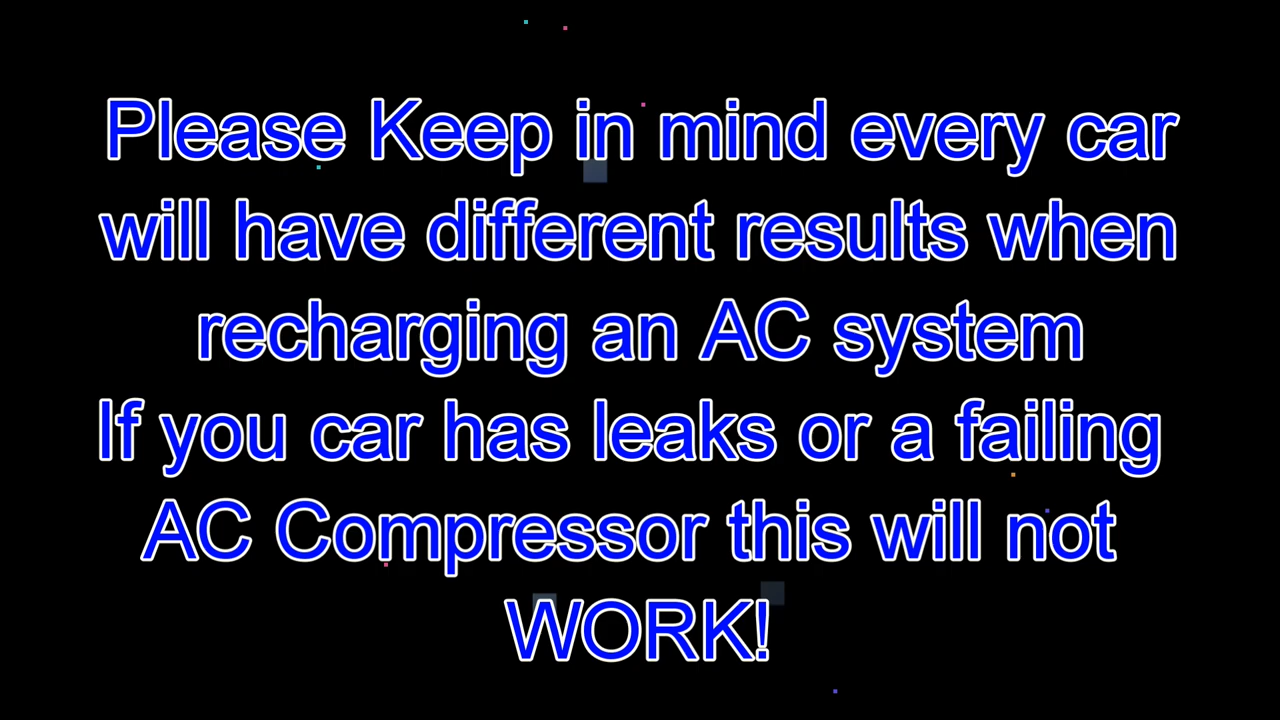 Please Keep in mind every car
will have different results when
recharging an AC system
If you car has leaks or a failing
AC Compressor this will not
WORK!